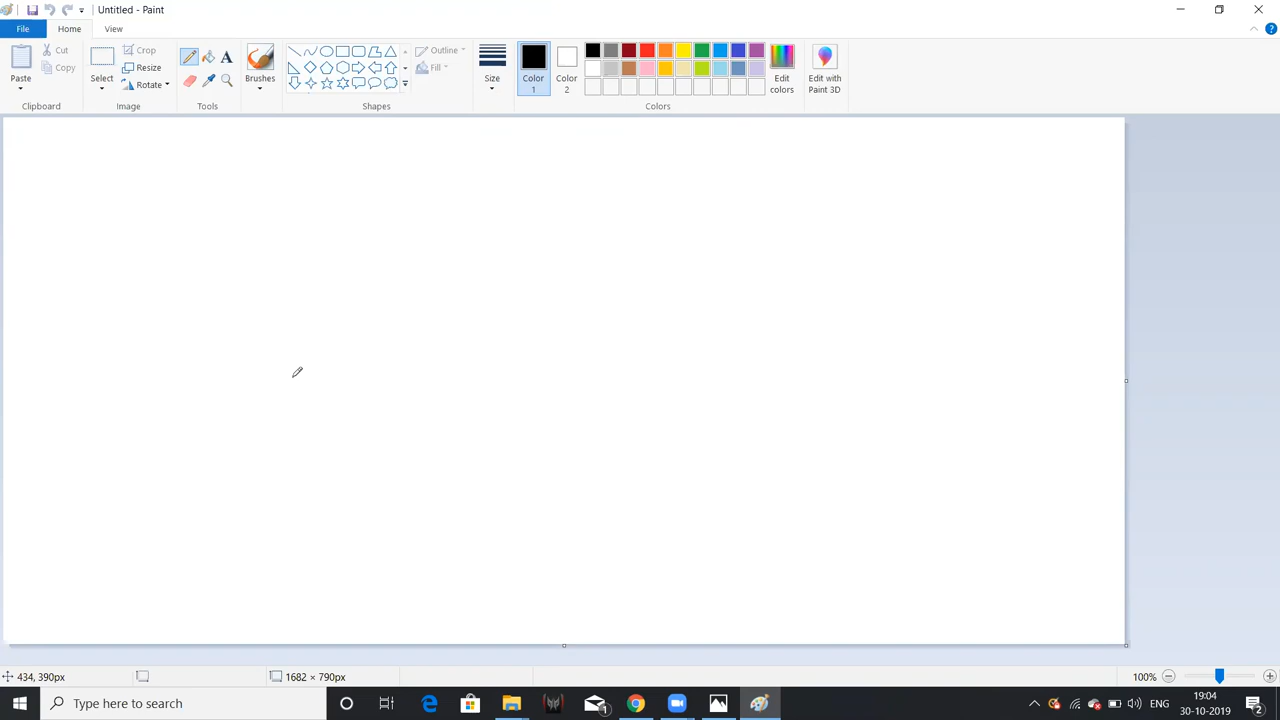 Untitled - Paint
File Home View
Paste Cut Copy Select Crop Resize Rotate A Brushes Outline Fill Size Color 1 Color 2 Edit colors Edit with Paint 3D
Clipboard Image Tools Shapes Colors
434, 390px 1682 × 790px 100%
Type here to search 1 ENG 19:04 30-10-2019 2